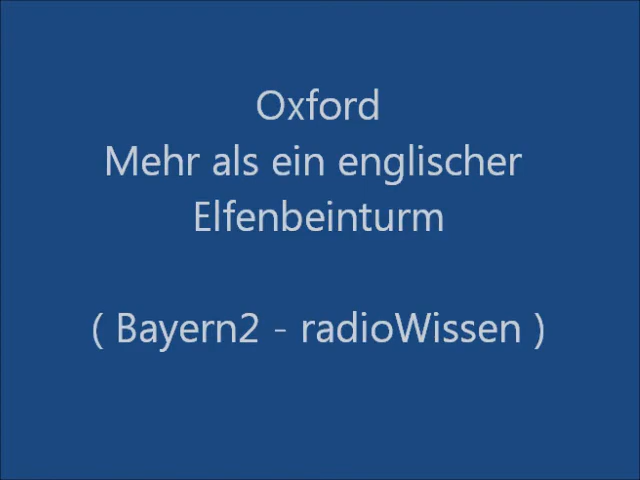 Oxford
Mehr als ein englischer
Elfenbeinturm
( Bayern2 - radioWissen )